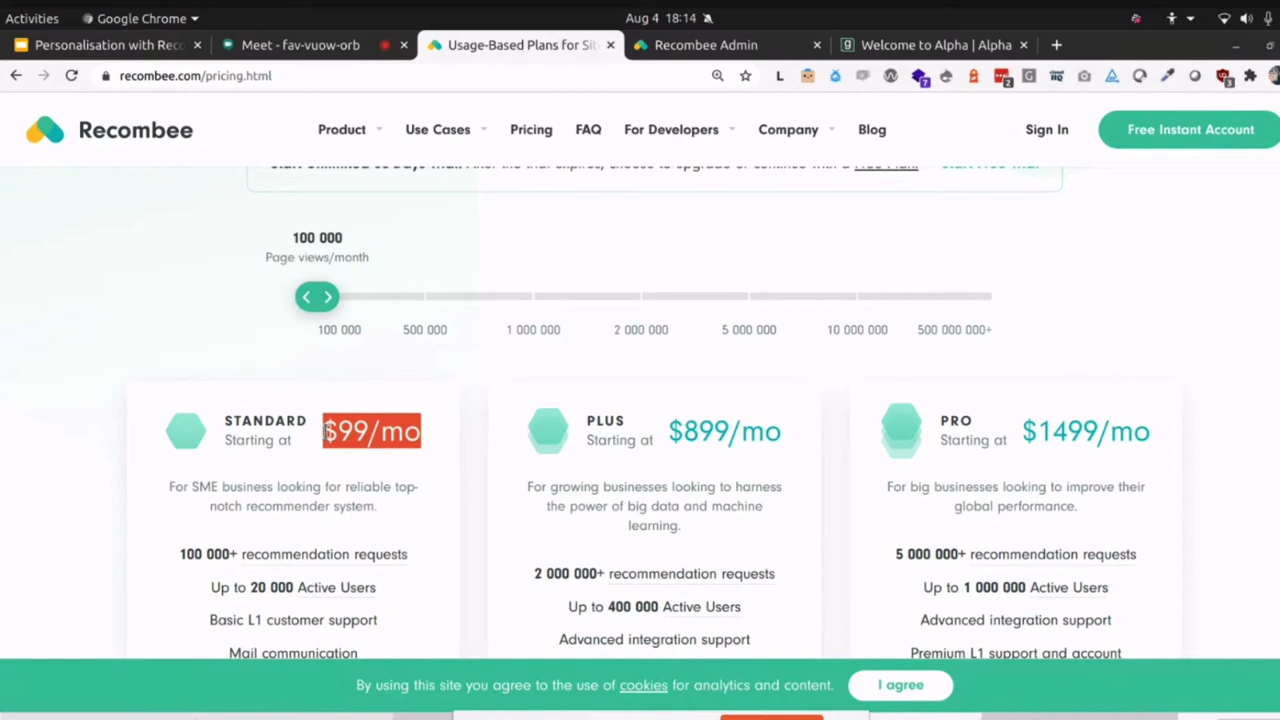 Activities
Google Chrome
Aug 4 18:14
Personalisation with Rec
Meet - fav-vuow-orb
Usage-Based Plans for Sit
Recombee Admin
Welcome to Alpha | Alpha
recombee.com/pricing.html
Recombee
Product
Use Cases
Pricing
FAQ
For Developers
Company
Blog
Sign In
Free Instant Account
100 000
Page views/month
100 000
500 000
1 000 000
2 000 000
5 000 000
10 000 000
500 000 000+
STANDARD
Starting at
$99/mo
For SME business looking for reliable top-
notch recommender system.
100 000+ recommendation requests
Up to 20 000 Active Users
Basic L1 customer support
Mail communication
PLUS
Starting at
$899/mo
For growing businesses looking to harness
the power of big data and machine
learning.
2 000 000+ recommendation requests
Up to 400 000 Active Users
Advanced integration support
PRO
Starting at
$1499/mo
For big businesses looking to improve their
global performance.
5 000 000+ recommendation requests
Up to 1 000 000 Active Users
Advanced integration support
Premium L1 support and account
By using this site you agree to the use of cookies for analytics and content.
I agree